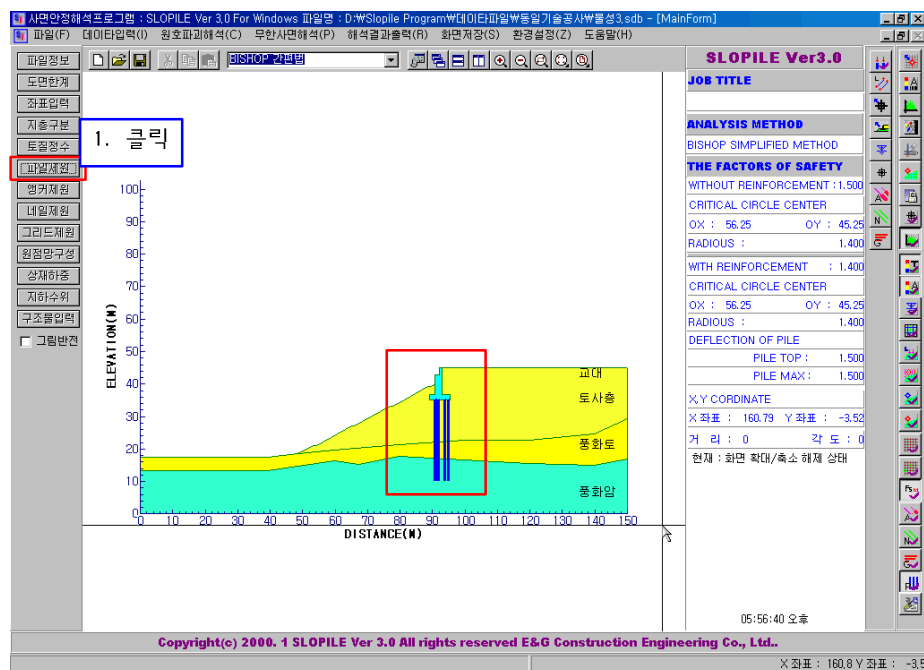 사면안정해석프로그램 : SLOPILE Ver 3,0 For Windows 파일명 : D:₩Slopile Program₩데이타파일₩동일기술공사₩물성3,sdb - [MainForm]
파일(F) 데이타입력(I) 원호파괴해석(C) 무한사면해석(P) 해석결과출력(R) 화면저장(S) 환경설정(Z) 도움말(H)
파일정보
도면한계
좌표입력
지층구분
토질정수
파일제원
앵커제원
네일제원
그리드제원
원점망구성
상재하중
지하수위
구조물입력
그림반전
BISHOP 간편법
1. 클릭
ELEVATION(M)
100
90
80
70
60
50
40
30
20
10
0
교대
토사층
풍화토
풍화암
0 10 20 30 40 50 60 70 80 90 100 110 120 130 140 150
DISTANCE(M)
SLOPILE Ver3.0
JOB TITLE
ANALYSIS METHOD
BISHOP SIMPLIFIED METHOD
THE FACTORS OF SAFETY
WITHOUT REINFORCEMENT : 1.500
CRITICAL CIRCLE CENTER
OX : 56.25 OY : 45.25
RADIOUS : 1.400
WITH REINFORCEMENT : 1.400
CRITICAL CIRCLE CENTER
OX : 56.25 OY : 45.25
RADIOUS : 1.400
DEFLECTION OF PILE
PILE TOP : 1.500
PILE MAX : 1.500
X,Y CORDINATE
X 좌표 : 160.79 Y 좌표 : -3.52
거 리 : 0 각 도 : 0
현재 : 화면 확대/축소 해제 상태
05:56:40 오후
Copyright(c) 2000. 1 SLOPILE Ver 3.0 All rights reserved E&G Construction Engineering Co., Ltd..
X 좌표 : 160,8 Y 좌표 : -3,5